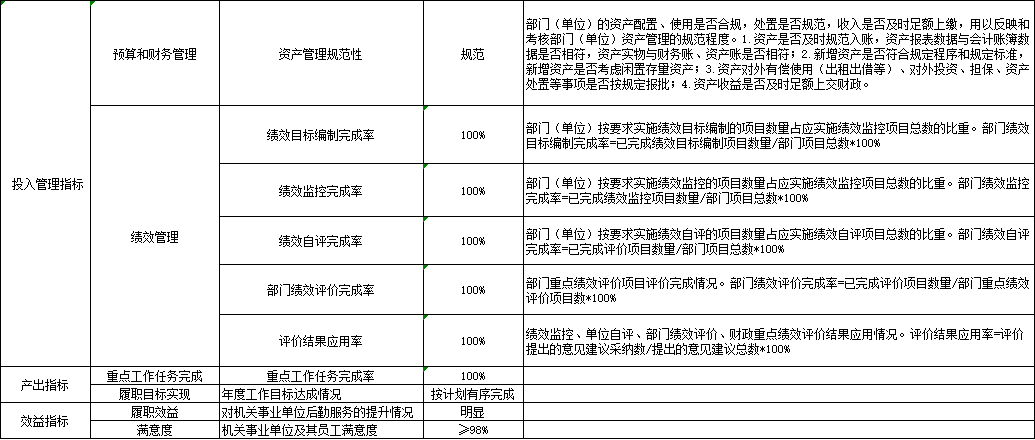 投入管理指标
预算和财务管理
资产管理规范性
规范
部门（单位）的资产配置、使用是否合规，处置是否规范，收入是否及时足额上缴，用以反映和
考核部门（单位）资产管理的规范程度。1.资产是否及时规范入账，资产报表数据与会计账簿数
据是否相符，资产实物与财务账、资产账是否相符；2.新增资产是否符合规定程序和规定标准，
新增资产是否考虑闲置存量资产；3.资产对外有偿使用（出租出借等）、对外投资、担保、资产
处置等事项是否按规定报批；4.资产收益是否及时足额上交财政。
绩效管理
绩效目标编制完成率
100%
部门（单位）按要求实施绩效目标编制的项目数量占应实施绩效监控项目总数的比重。部门绩效
目标编制完成率=已完成绩效目标编制项目数量/部门项目总数*100%
绩效监控完成率
100%
部门（单位）按要求实施绩效监控的项目数量占应实施绩效监控项目总数的比重。部门绩效监控
完成率=已完成绩效监控项目数量/部门项目总数*100%
绩效自评完成率
100%
部门（单位）按要求实施绩效自评的项目数量占应实施绩效自评项目总数的比重。部门绩效自评
完成率=已完成评价项目数量/部门项目总数*100%
部门绩效评价完成率
100%
部门重点绩效评价项目评价完成情况。部门绩效评价完成率=已完成评价项目数量/部门重点绩效
评价项目数*100%
评价结果应用率
100%
绩效监控、单位自评、部门绩效评价、财政重点绩效评价结果应用情况。评价结果应用率=评价
提出的意见建议采纳数/提出的意见建议总数*100%
产出指标
重点工作任务完成
重点工作任务完成率
100%
履职目标实现
年度工作目标达成情况
按计划有序完成
效益指标
履职效益
对机关事业单位后勤服务的提升情况
明显
满意度
机关事业单位及其员工满意度
≥98%